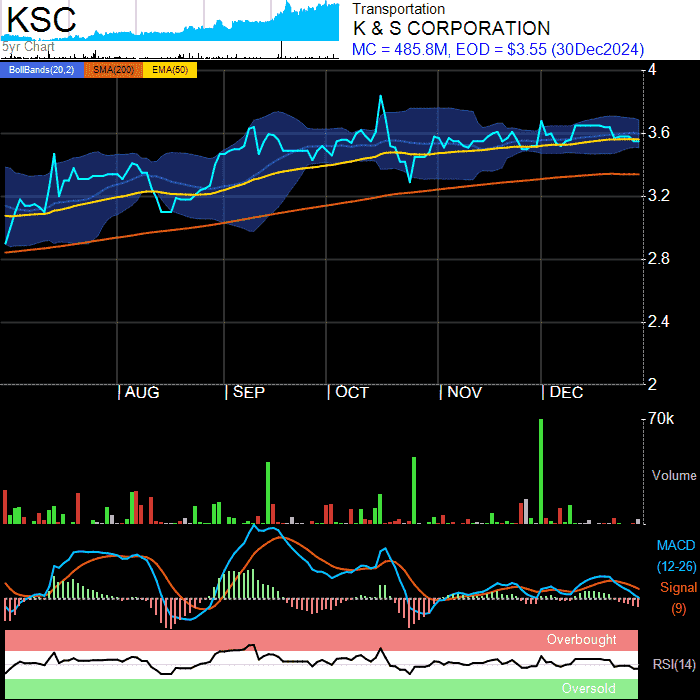 KSC
5yr Chart
Transportation
K & S CORPORATION
MC = 485.8M, EOD = $3.55 (30Dec2024)
BollBands(20,2) SMA(200) EMA(50)
4
3.6
3.2
2.8
2.4
2
AUG SEP OCT NOV DEC
70k
Volume
MACD
(12-26)
Signal
(9)
Overbought
RSI(14)
Oversold